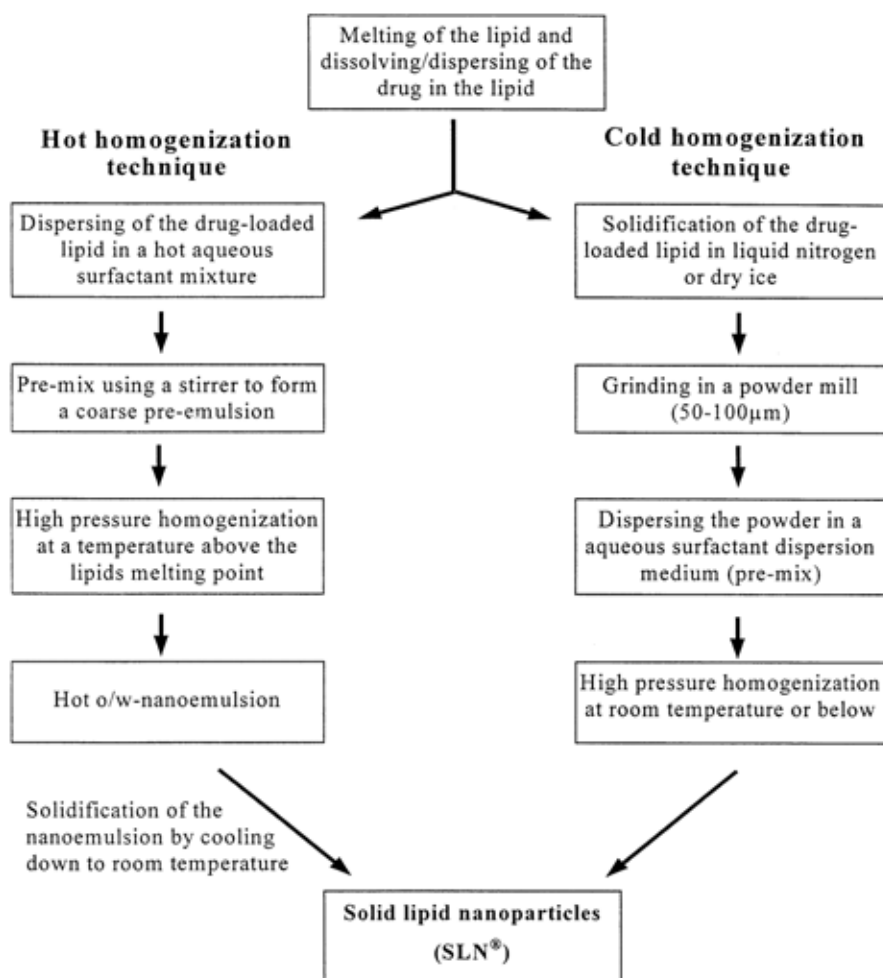 Melting of the lipid and
dissolving/dispersing of the
drug in the lipid
Hot homogenization
technique
Cold homogenization
technique
Dispersing of the drug-loaded
lipid in a hot aqueous
surfactant mixture
Solidification of the drug-
loaded lipid in liquid nitrogen
or dry ice
Pre-mix using a stirrer to form
a coarse pre-emulsion
Grinding in a powder mill
(50-100µm)
High pressure homogenization
at a temperature above the
lipids melting point
Dispersing the powder in a
aqueous surfactant dispersion
medium (pre-mix)
Hot o/w-nanoemulsion
High pressure homogenization
at room temperature or below
Solidification of the
nanoemulsion by cooling
down to room temperature
Solid lipid nanoparticles
(SLN®)